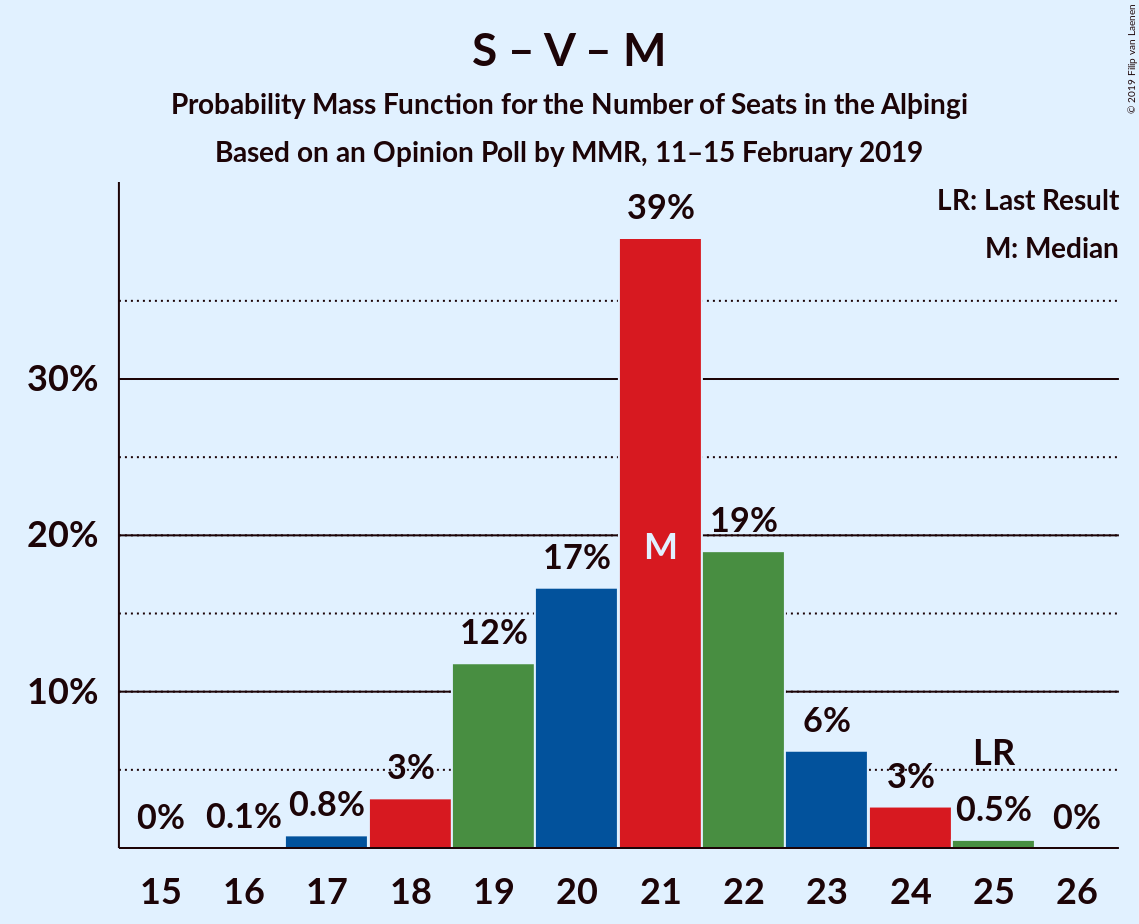 S – V – M
Probability Mass Function for the Number of Seats in the Alþingi
Based on an Opinion Poll by MMR, 11–15 February 2019
© 2019 Filip van Laenen
LR: Last Result
M: Median
39%
30%
20%
10%
0%
0.1%
0.8%
3%
12%
17%
M
19%
6%
3%
LR
0.5%
0%
15 16 17 18 19 20 21 22 23 24 25 26